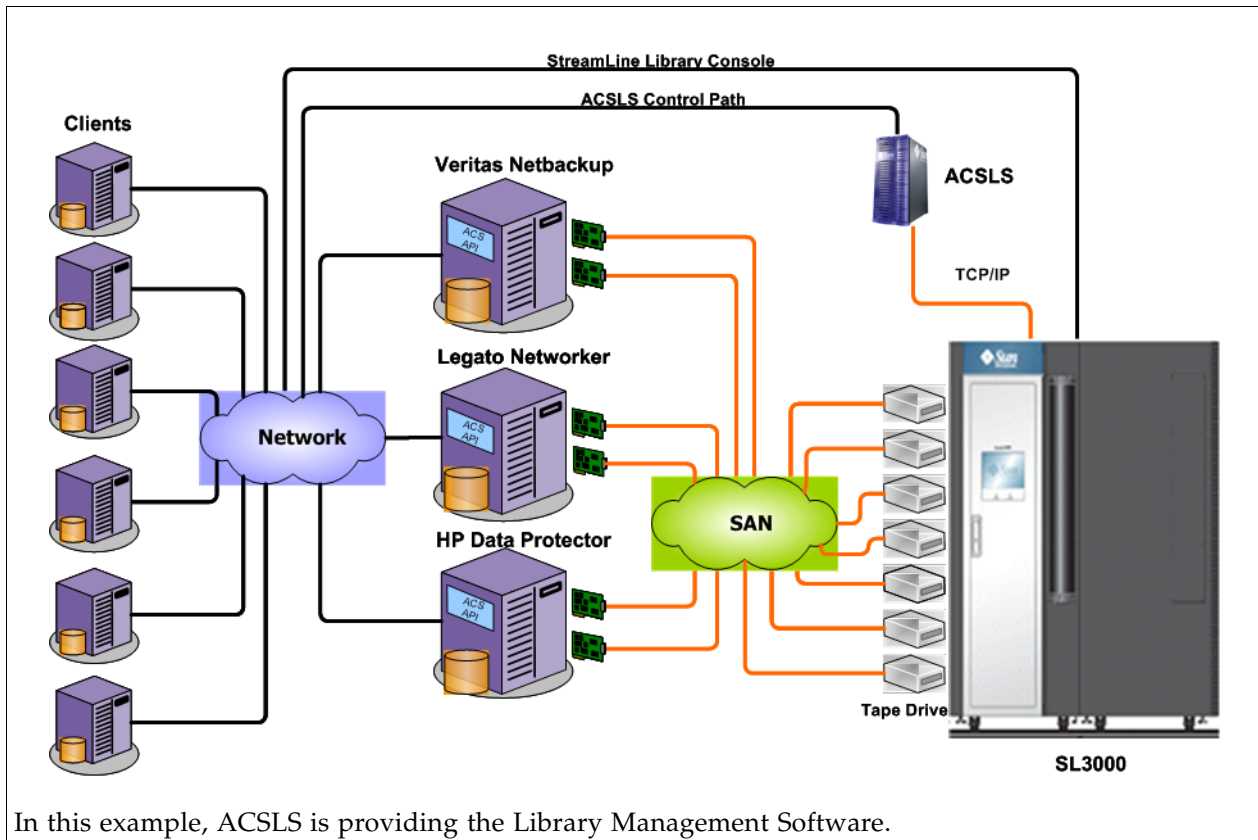 StreamLine Library Console
ACSLS Control Path
Clients
Veritas Netbackup
ACSLS
ACS
API
TCP/IP
Legato Networker
Sun
ACS
API
Network
SAN
HP Data Protector
ACS
API
Tape Drive
SL3000
In this example, ACSLS is providing the Library Management Software.